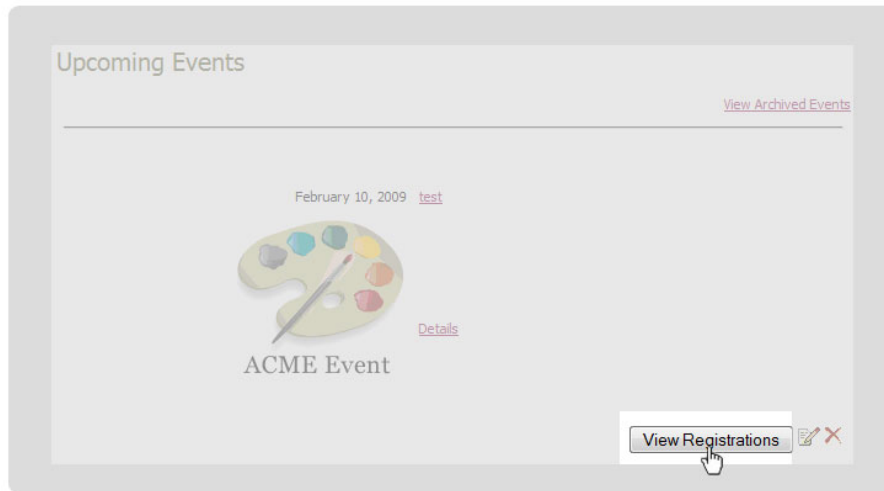 Upcoming Events
View Archived Events
February 10, 2009 test
Details
ACME Event
View Registrations